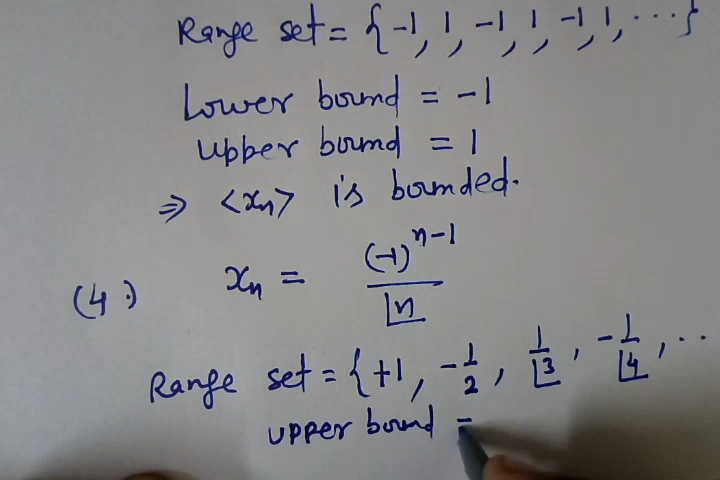 Range set = {-1, 1, -1, 1, -1, 1, ...}
Lower bound = -1
Upper bound = 1
⇒ <xₙ> is bounded.
(4.) xₙ = (-1)ⁿ⁻¹ / |̲n̲
Range set = {+1, -1/2, 1/|̲3̲, -1/|̲4̲, ..
upper bound =